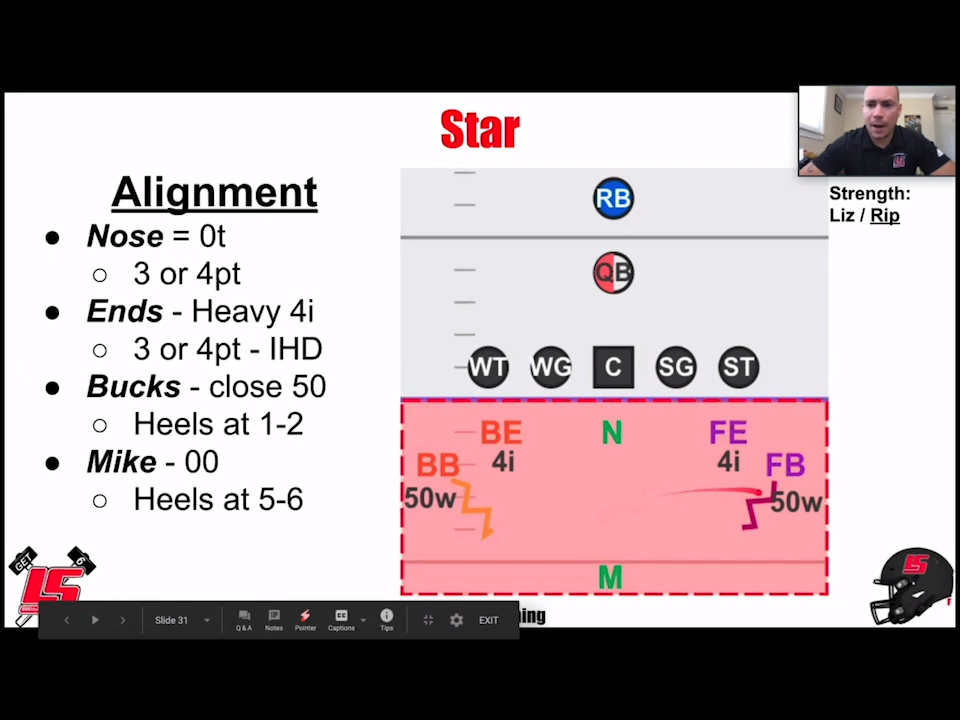 Star
Alignment
● Nose = 0t
○ 3 or 4pt
● Ends - Heavy 4i
○ 3 or 4pt - IHD
● Bucks - close 50
○ Heels at 1-2
● Mike - 00
○ Heels at 5-6
Strength:
Liz / Rip
RB
QB
WT WG C SG ST
BE N FE
4i 4i
BB FB
50w 50w
M
GET 6
LS
Slide 31
Q & A Notes Pointer Captions Tips
EXIT